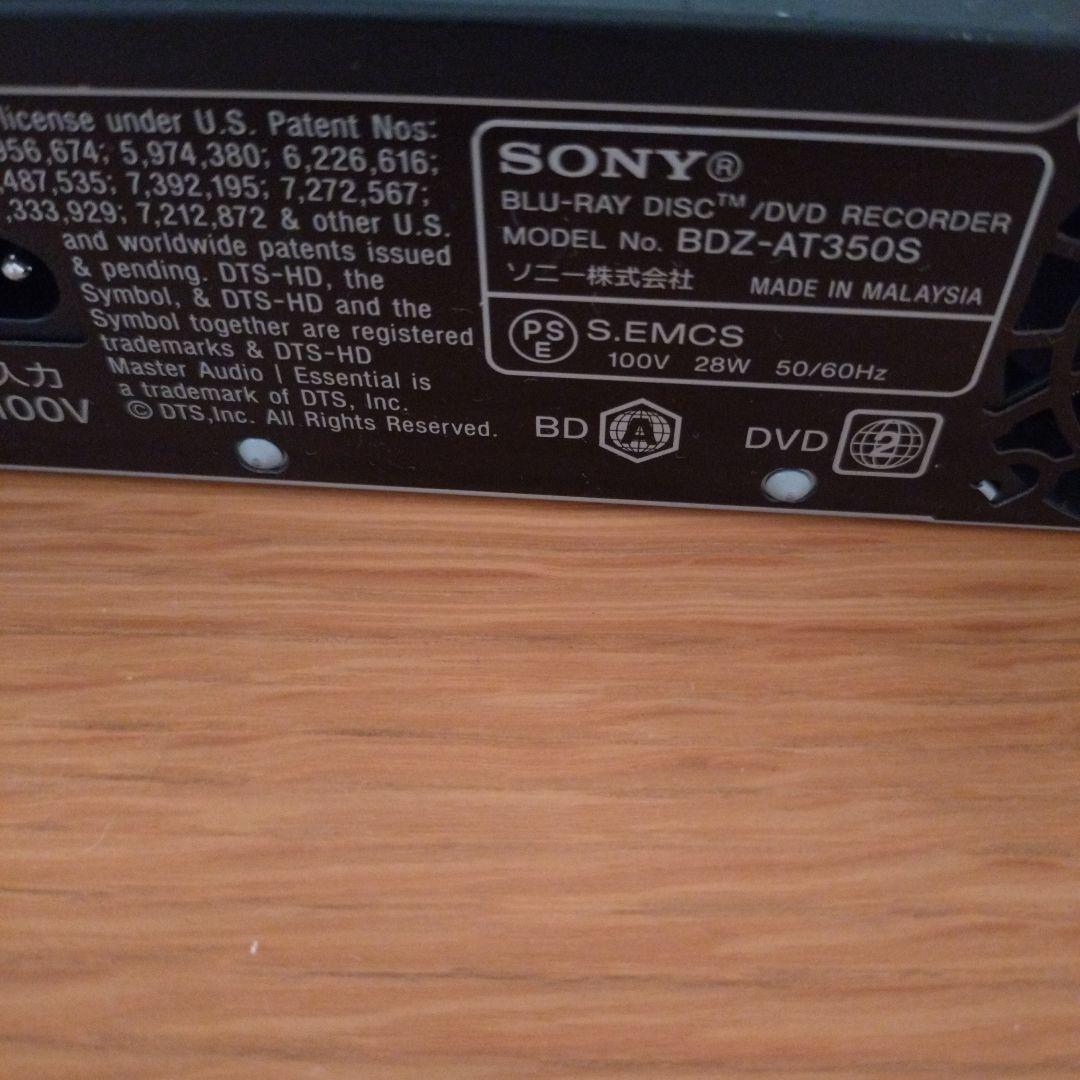 license under U.S. Patent Nos:
956,674; 5,974,380; 6,226,616;
,487,535; 7,392,195; 7,272,567;
,333,929; 7,212,872 & other U.S.
and worldwide patents issued
& pending. DTS-HD, the
Symbol, & DTS-HD and the
Symbol together are registered
trademarks & DTS-HD
Master Audio | Essential is
a trademark of DTS, Inc.
© DTS,Inc. All Rights Reserved.
入力
100V
SONY®
BLU-RAY DISC™/DVD RECORDER
MODEL No. BDZ-AT350S
ソニー株式会社 MADE IN MALAYSIA
PS
E
S.EMCS
100V 28W 50/60Hz
BD A
DVD 2